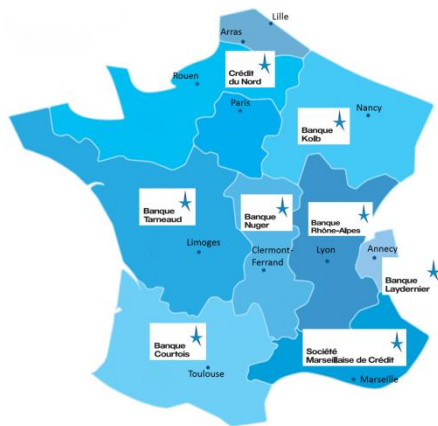 Lille
Arras
Crédit
du Nord
Rouen
Paris
Nancy
Banque
Kolb
Banque
Tarneaud
Banque
Nuger
Banque
Rhône-Alpes
Limoges
Clermont-
Ferrand
Lyon
Annecy
Banque
Laydernier
Banque
Courtois
Société
Marseillaise de Crédit
Toulouse
Marseille